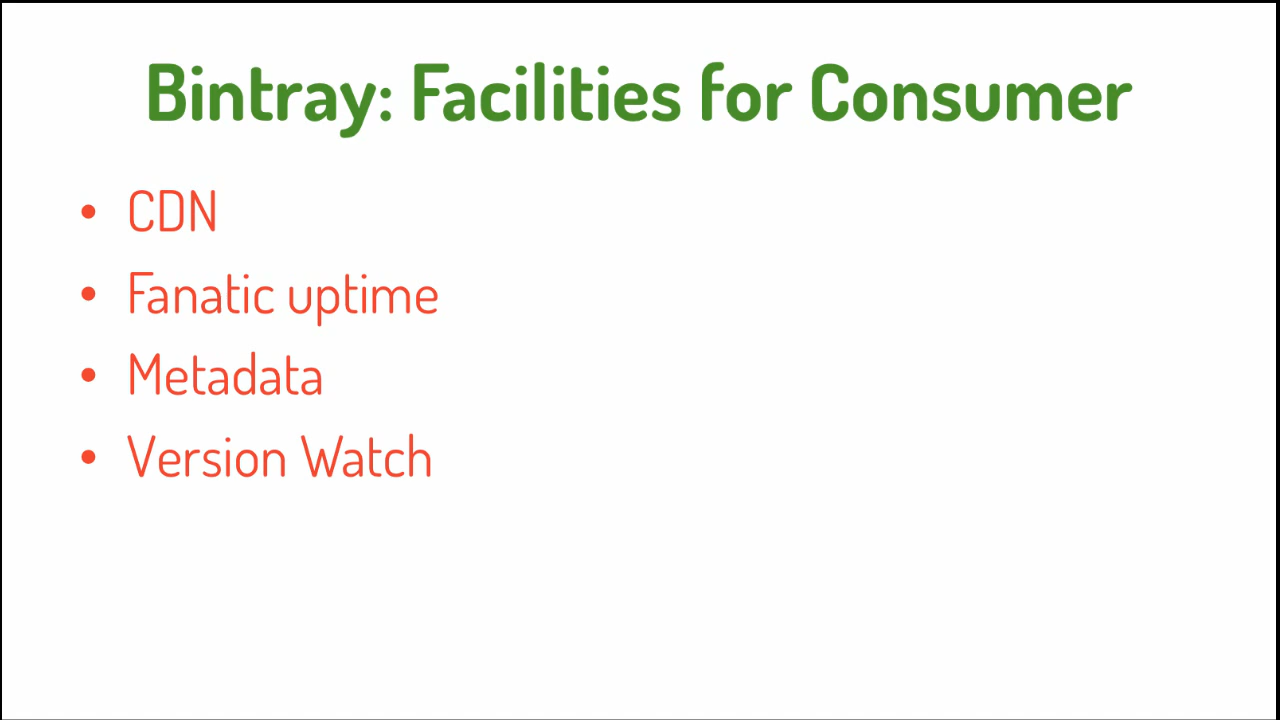 Bintray: Facilities for Consumer
• CDN
• Fanatic uptime
• Metadata
• Version Watch